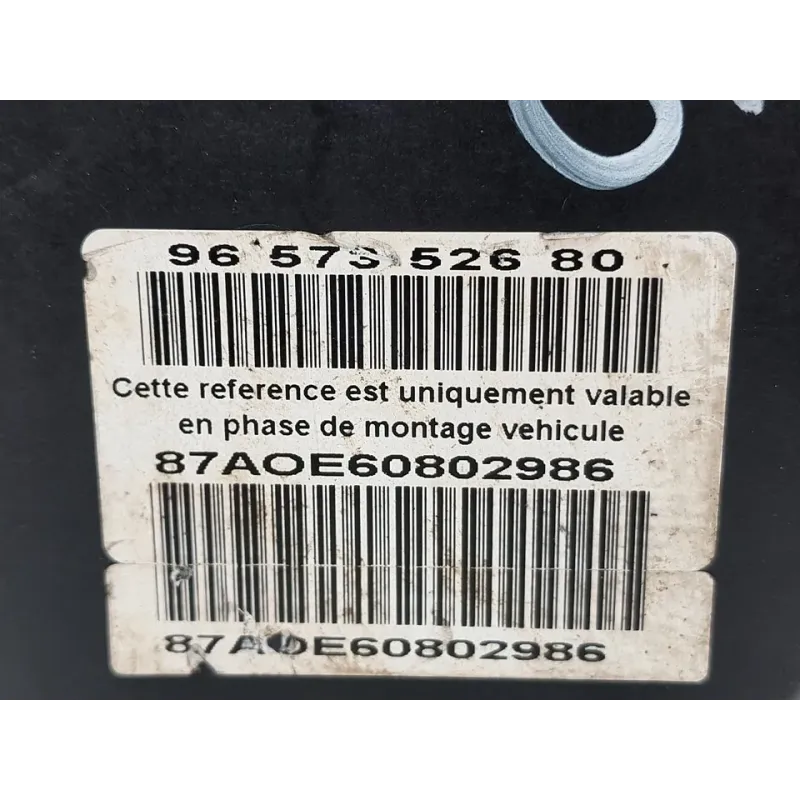 96 573 526 80
Cette reference est uniquement valable
en phase de montage vehicule
87AOE60802986
87AOE60802986